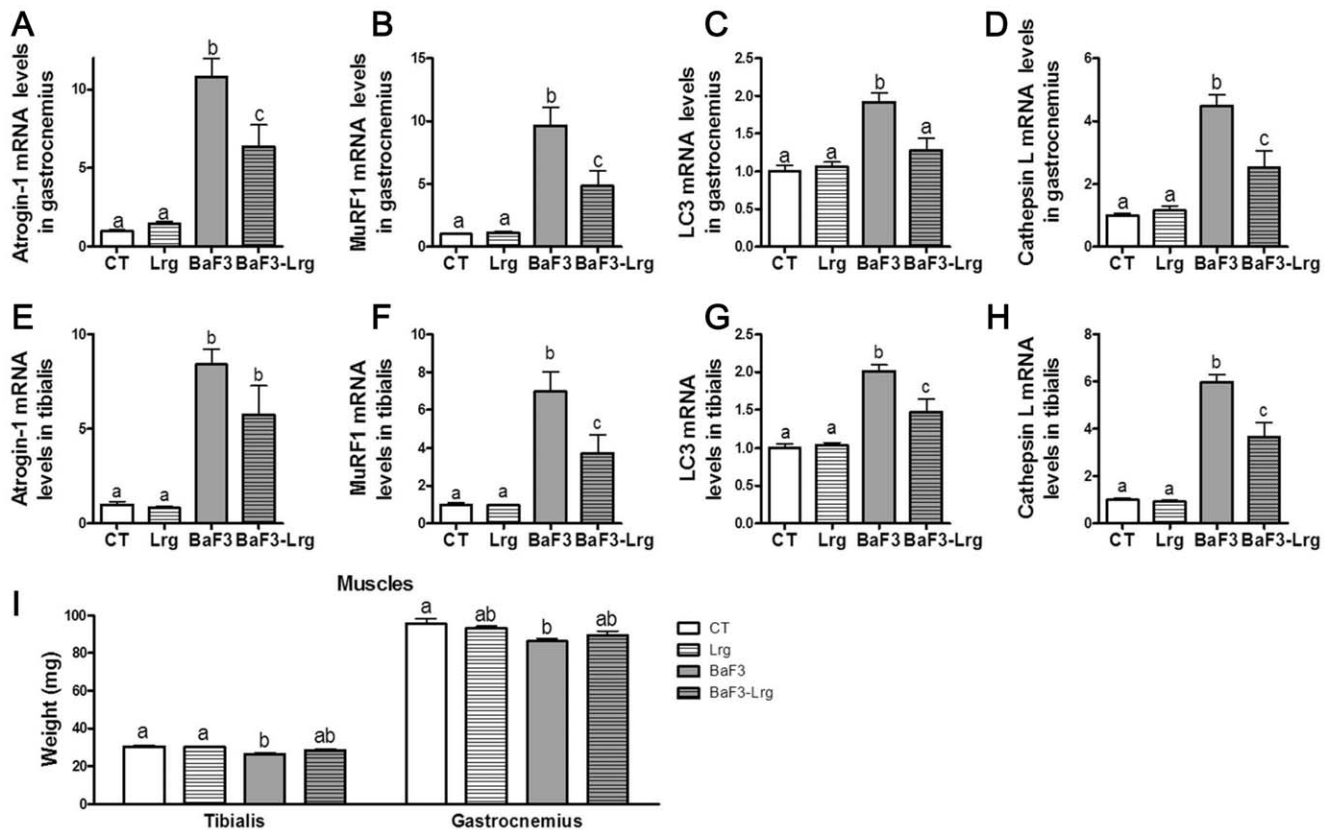 A
Atrogin-1 mRNA levels
in gastrocnemius
10
5
0
b
c
a
a
CT Lrg BaF3 BaF3-Lrg
B
MuRF1 mRNA levels
in gastrocnemius
15
10
5
0
b
c
a
a
CT Lrg BaF3 BaF3-Lrg
C
LC3 mRNA levels
in gastrocnemius
2.5
2.0
1.5
1.0
0.5
0.0
a
a
b
a
CT Lrg BaF3 BaF3-Lrg
D
Cathepsin L mRNA levels
in gastrocnemius
6
4
2
0
a
a
b
c
CT Lrg BaF3 BaF3-Lrg
E
Atrogin-1 mRNA
levels in tibialis
10
5
0
a
a
b
b
CT Lrg BaF3 BaF3-Lrg
F
MuRF1 mRNA
levels in tibialis
10
8
6
4
2
0
a
a
b
c
CT Lrg BaF3 BaF3-Lrg
G
LC3 mRNA
levels in tibialis
2.5
2.0
1.5
1.0
0.5
0.0
a
a
b
c
CT Lrg BaF3 BaF3-Lrg
H
Cathepsin L mRNA
levels in tibialis
8
6
4
2
0
a
a
b
c
CT Lrg BaF3 BaF3-Lrg
I
Muscles
Weight (mg)
100
80
60
40
20
0
a a b ab
a ab b ab
Tibialis Gastrocnemius
CT
Lrg
BaF3
BaF3-Lrg